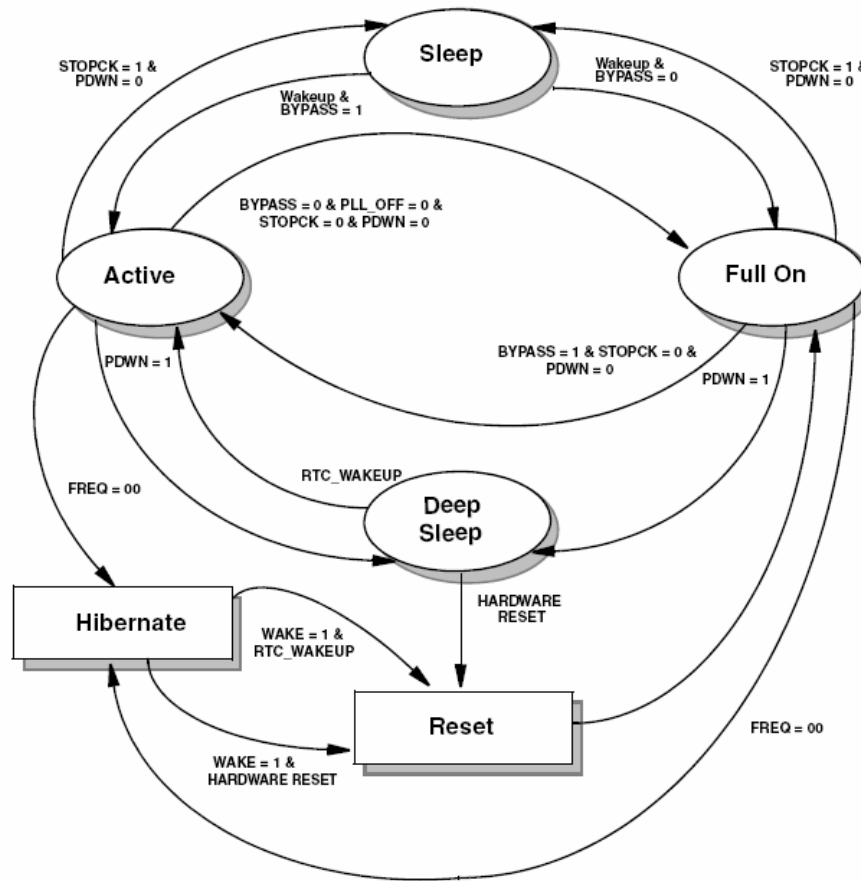 Sleep
STOPCK = 1 &
PDWN = 0
Wakeup &
BYPASS = 1
Wakeup &
BYPASS = 0
STOPCK = 1 &
PDWN = 0
BYPASS = 0 & PLL_OFF = 0 &
STOPCK = 0 & PDWN = 0
Active
Full On
PDWN = 1
BYPASS = 1 & STOPCK = 0 &
PDWN = 0
PDWN = 1
RTC_WAKEUP
Deep
Sleep
FREQ = 00
HARDWARE
RESET
Hibernate
WAKE = 1 &
RTC_WAKEUP
Reset
FREQ = 00
WAKE = 1 &
HARDWARE RESET